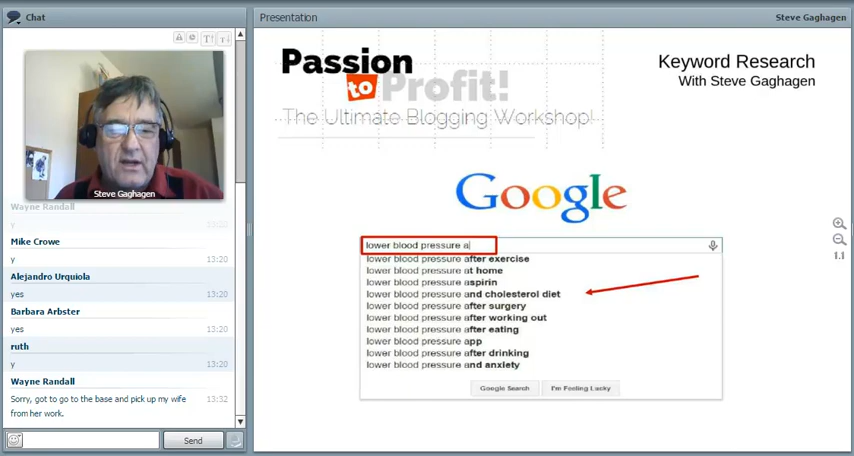 Chat
Steve Gaghagen
Wayne Randall
y 13:20
Mike Crowe
y 13:20
Alejandro Urquiola
yes 13:20
Barbara Arbster
yes 13:20
ruth
y 13:20
Wayne Randall
Sorry, got to go to the base and pick up my wife 13:32
from her work.
Send
Presentation
Steve Gaghagen
Passion
to Profit!
The Ultimate Blogging Workshop!
Keyword Research
With Steve Gaghagen
Google
lower blood pressure a
lower blood pressure after exercise
lower blood pressure at home
lower blood pressure aspirin
lower blood pressure and cholesterol diet
lower blood pressure after surgery
lower blood pressure after working out
lower blood pressure after eating
lower blood pressure app
lower blood pressure after drinking
lower blood pressure and anxiety
Google Search
I'm Feeling Lucky
1.1